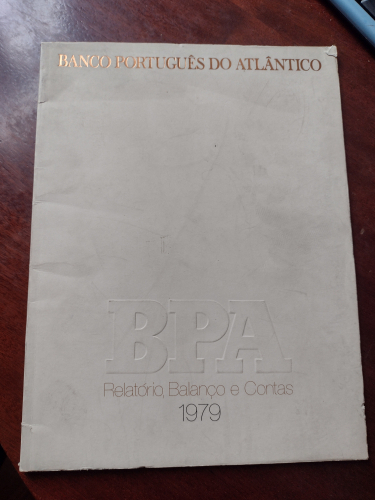 BANCO PORTUGUÊS DO ATLÂNTICO
BPA
Relatório, Balanço e Contas
1979